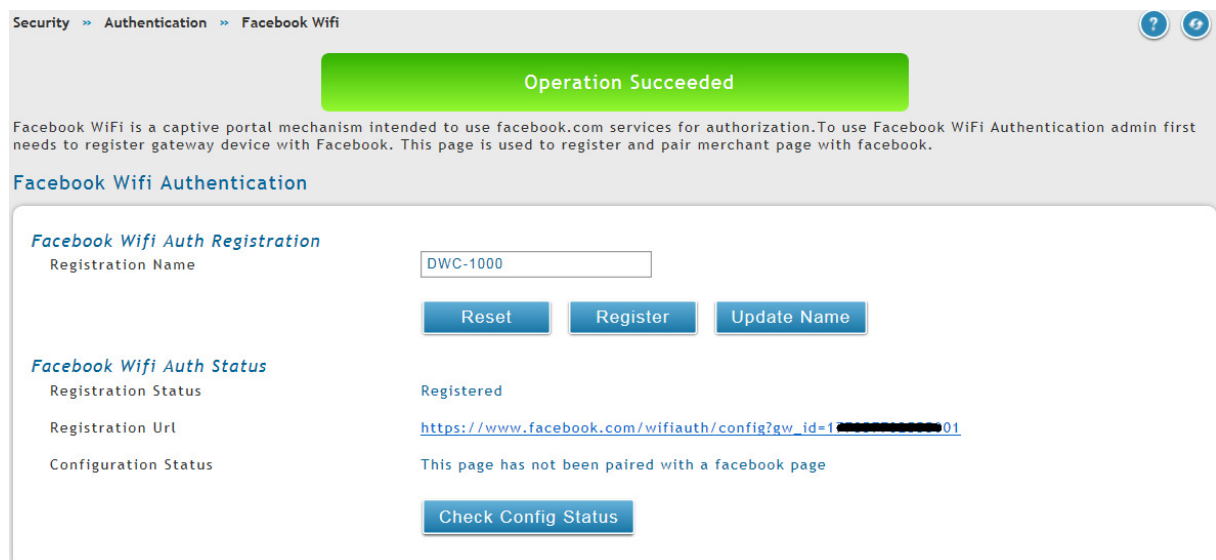 Security » Authentication » Facebook Wifi
?
Operation Succeeded
Facebook WiFi is a captive portal mechanism intended to use facebook.com services for authorization.To use Facebook WiFi Authentication admin first
needs to register gateway device with Facebook. This page is used to register and pair merchant page with facebook.
Facebook Wifi Authentication
Facebook Wifi Auth Registration
Registration Name DWC-1000
Reset Register Update Name
Facebook Wifi Auth Status
Registration Status Registered
Registration Url https://www.facebook.com/wifiauth/config?gw_id=1 01
Configuration Status This page has not been paired with a facebook page
Check Config Status